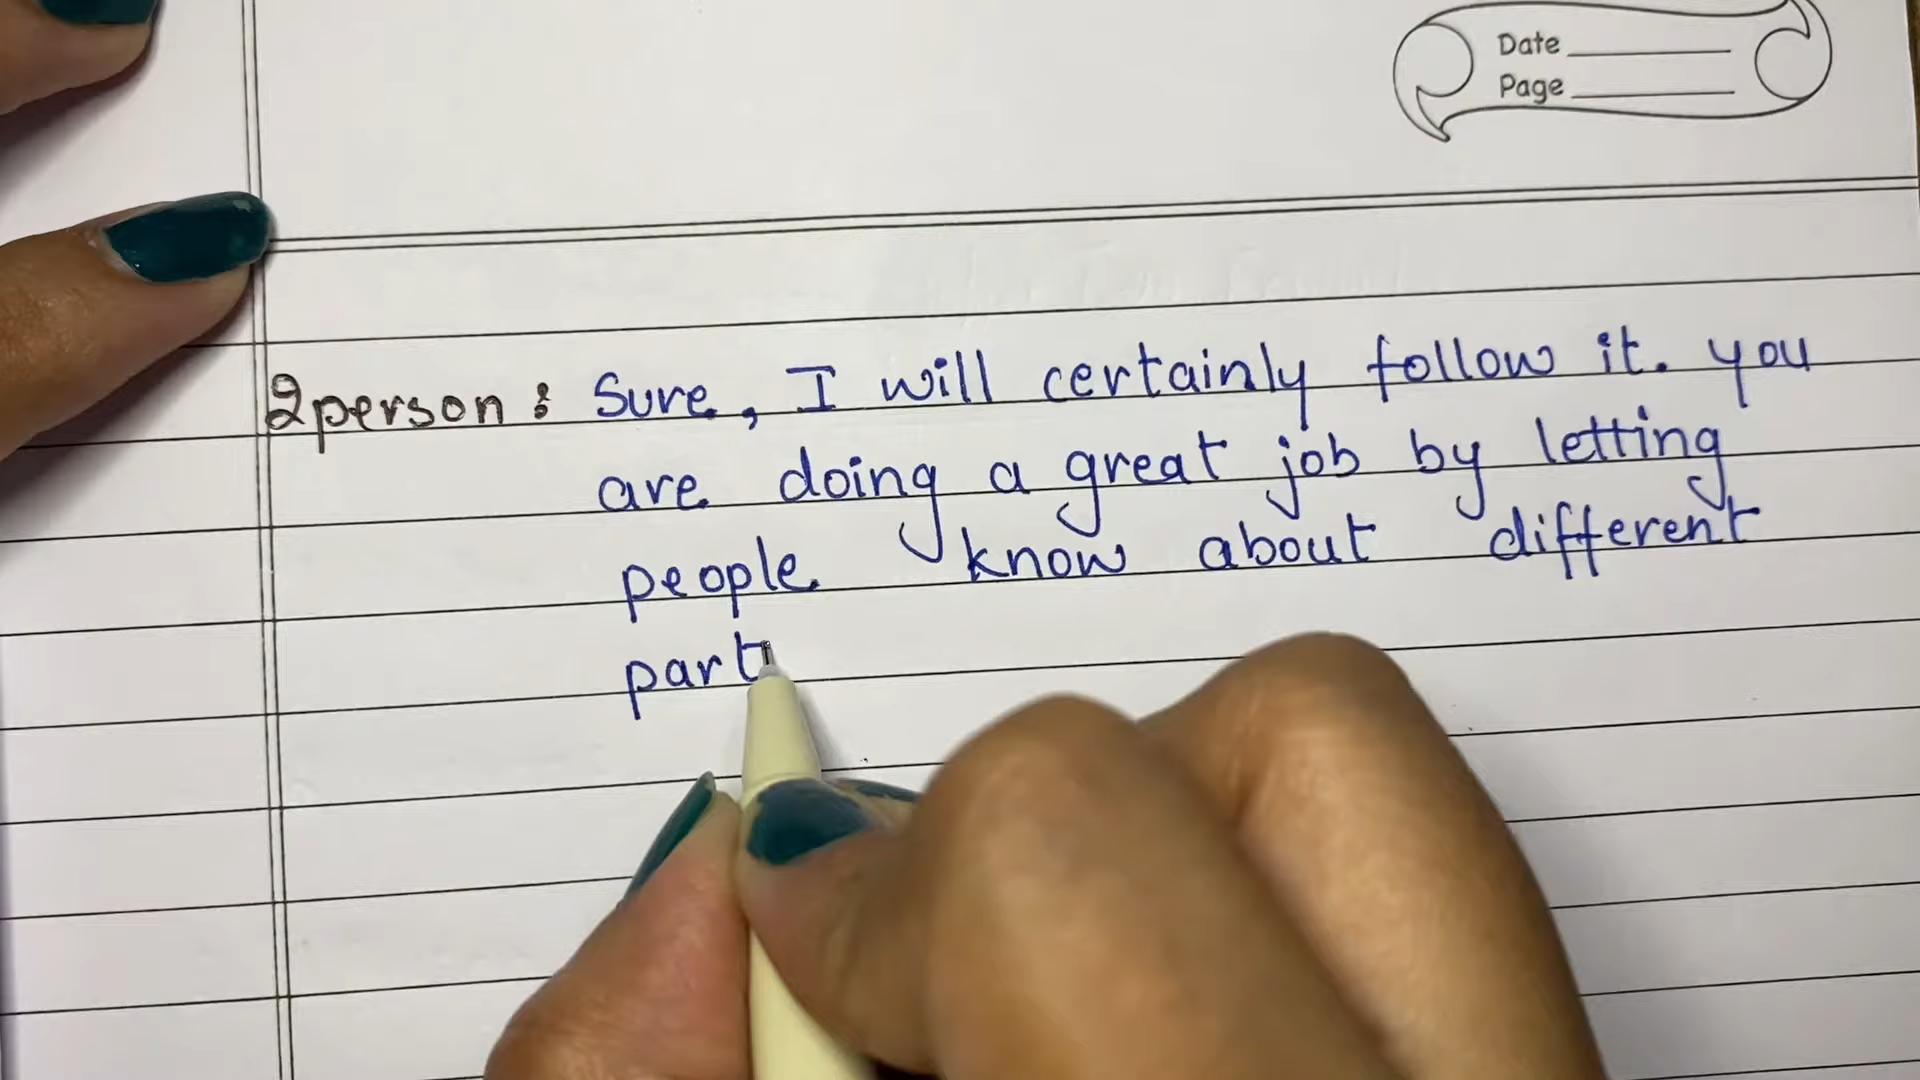 Date
Page
2person : Sure, I will certainly follow it. you
are doing a great job by letting
people know about different
part